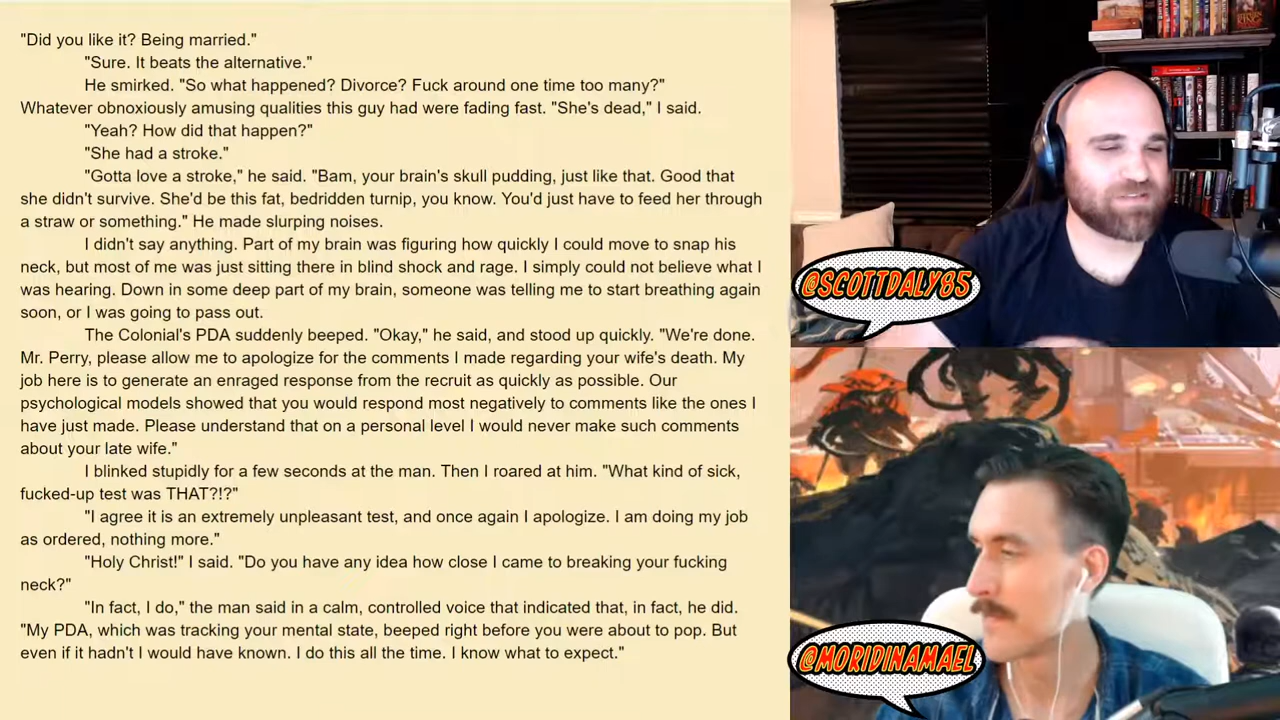 "Did you like it? Being married."
"Sure. It beats the alternative."
He smirked. "So what happened? Divorce? Fuck around one time too many?"
Whatever obnoxiously amusing qualities this guy had were fading fast. "She's dead," I said.
"Yeah? How did that happen?"
"She had a stroke."
"Gotta love a stroke," he said. "Bam, your brain's skull pudding, just like that. Good that
she didn't survive. She'd be this fat, bedridden turnip, you know. You'd just have to feed her through
a straw or something." He made slurping noises.
I didn't say anything. Part of my brain was figuring how quickly I could move to snap his
neck, but most of me was just sitting there in blind shock and rage. I simply could not believe what I
was hearing. Down in some deep part of my brain, someone was telling me to start breathing again
soon, or I was going to pass out.
The Colonial's PDA suddenly beeped. "Okay," he said, and stood up quickly. "We're done.
Mr. Perry, please allow me to apologize for the comments I made regarding your wife's death. My
job here is to generate an enraged response from the recruit as quickly as possible. Our
psychological models showed that you would respond most negatively to comments like the ones I
have just made. Please understand that on a personal level I would never make such comments
about your late wife."
I blinked stupidly for a few seconds at the man. Then I roared at him. "What kind of sick,
fucked-up test was THAT?!?"
"I agree it is an extremely unpleasant test, and once again I apologize. I am doing my job
as ordered, nothing more."
"Holy Christ!" I said. "Do you have any idea how close I came to breaking your fucking
neck?"
"In fact, I do," the man said in a calm, controlled voice that indicated that, in fact, he did.
"My PDA, which was tracking your mental state, beeped right before you were about to pop. But
even if it hadn't I would have known. I do this all the time. I know what to expect."
@SCOTTDALY85
@MORIDINAMAEL